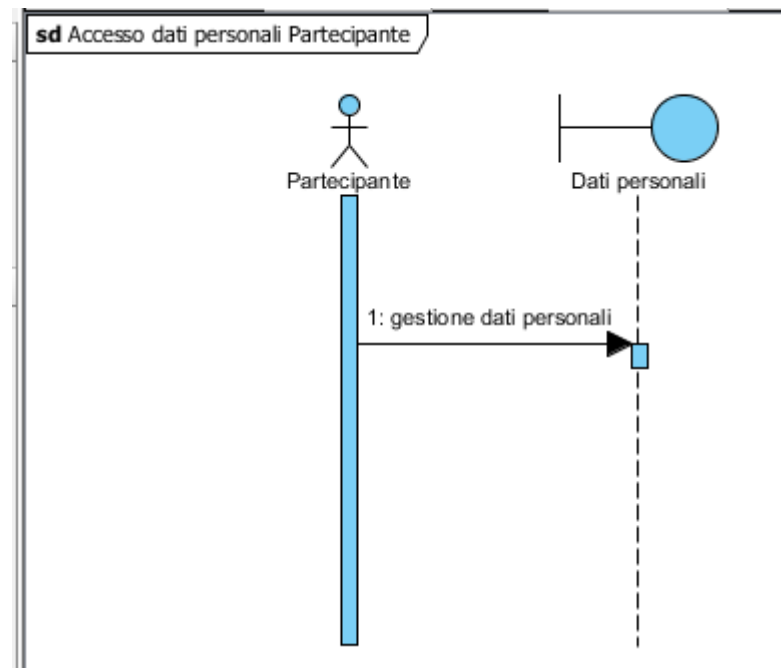 sd Accesso dati personali Partecipante
Partecipante
Dati personali
1: gestione dati personali